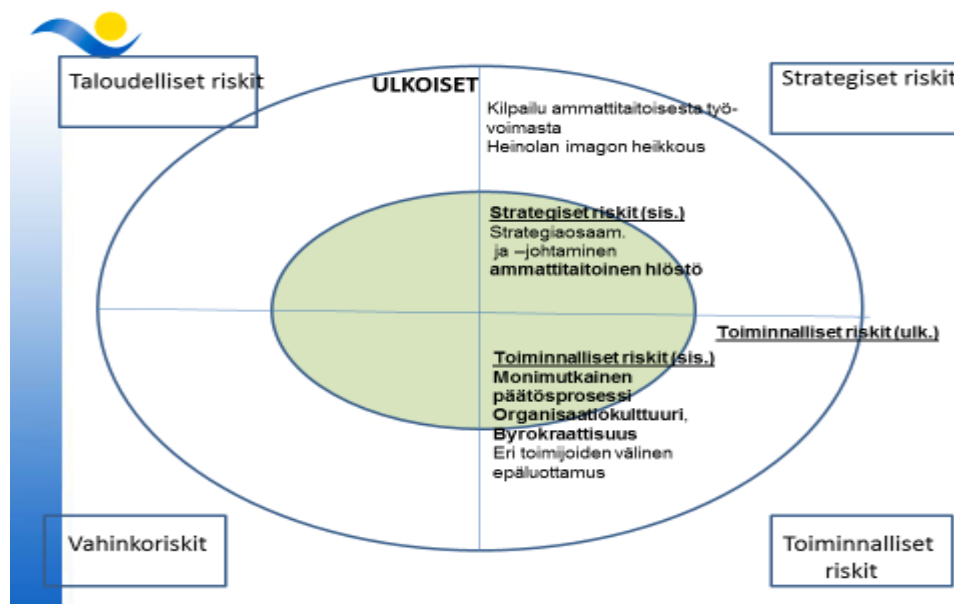 Taloudelliset riskit
ULKOISET
Strategiset riskit
Kilpailu ammattitaitoisesta työ-
voimasta
Heinolan imagon heikkous
Strategiset riskit (sis.)
Strategiaosaam.
ja –johtaminen
ammattitaitoinen hlöstö
Toiminnalliset riskit (ulk.)
Toiminnalliset riskit (sis.)
Monimutkainen
päätösprosessi
Organisaatiokulttuuri,
Byrokraattisuus
Eri toimijoiden välinen
epäluottamus
Vahinkoriskit
Toiminnalliset
riskit